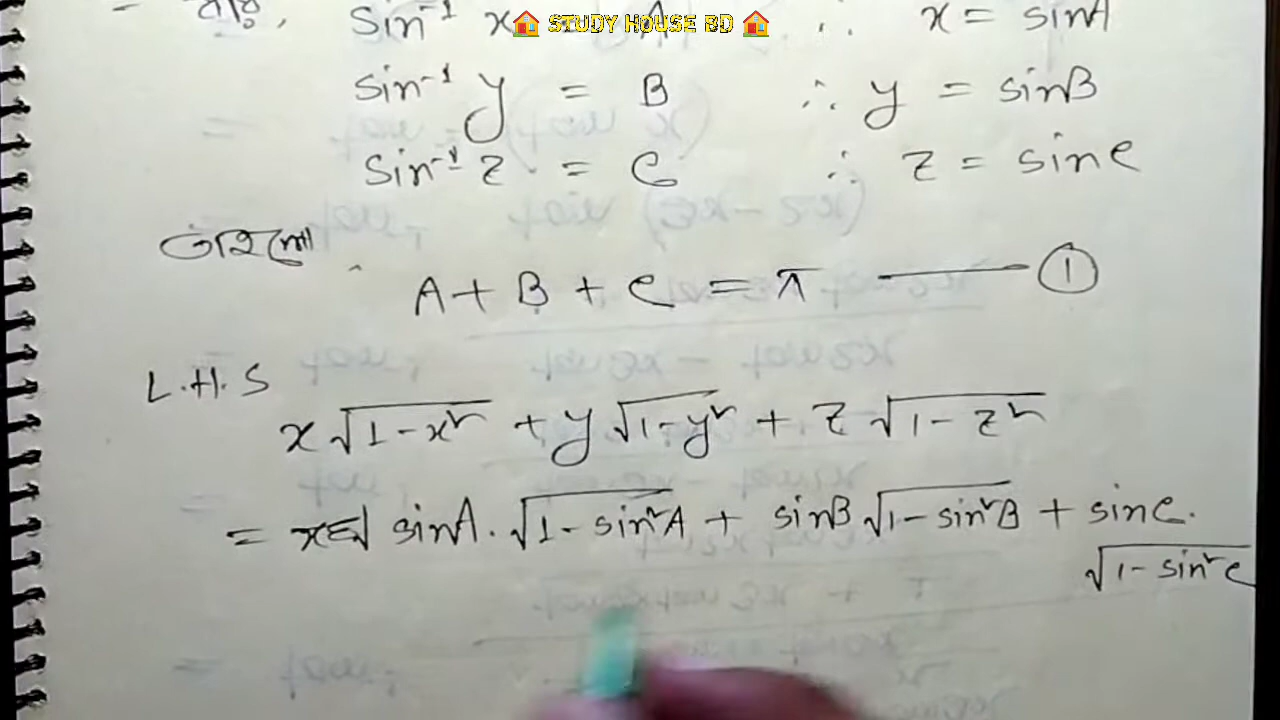 🏠 STUDY HOUSE BD 🏠
- ধরি, sin⁻¹ x = A ∴ x = sinA
sin⁻¹ y = B ∴ y = sinB
sin⁻¹ z = C ∴ z = sinC
তাহলে
A + B + C = π —— ①
L.H.S
x √1-x² + y √1-y² + z √1-z²
= sinA. √1-sin²A + sinB √1-sin²B + sinC.
√1-sin²C